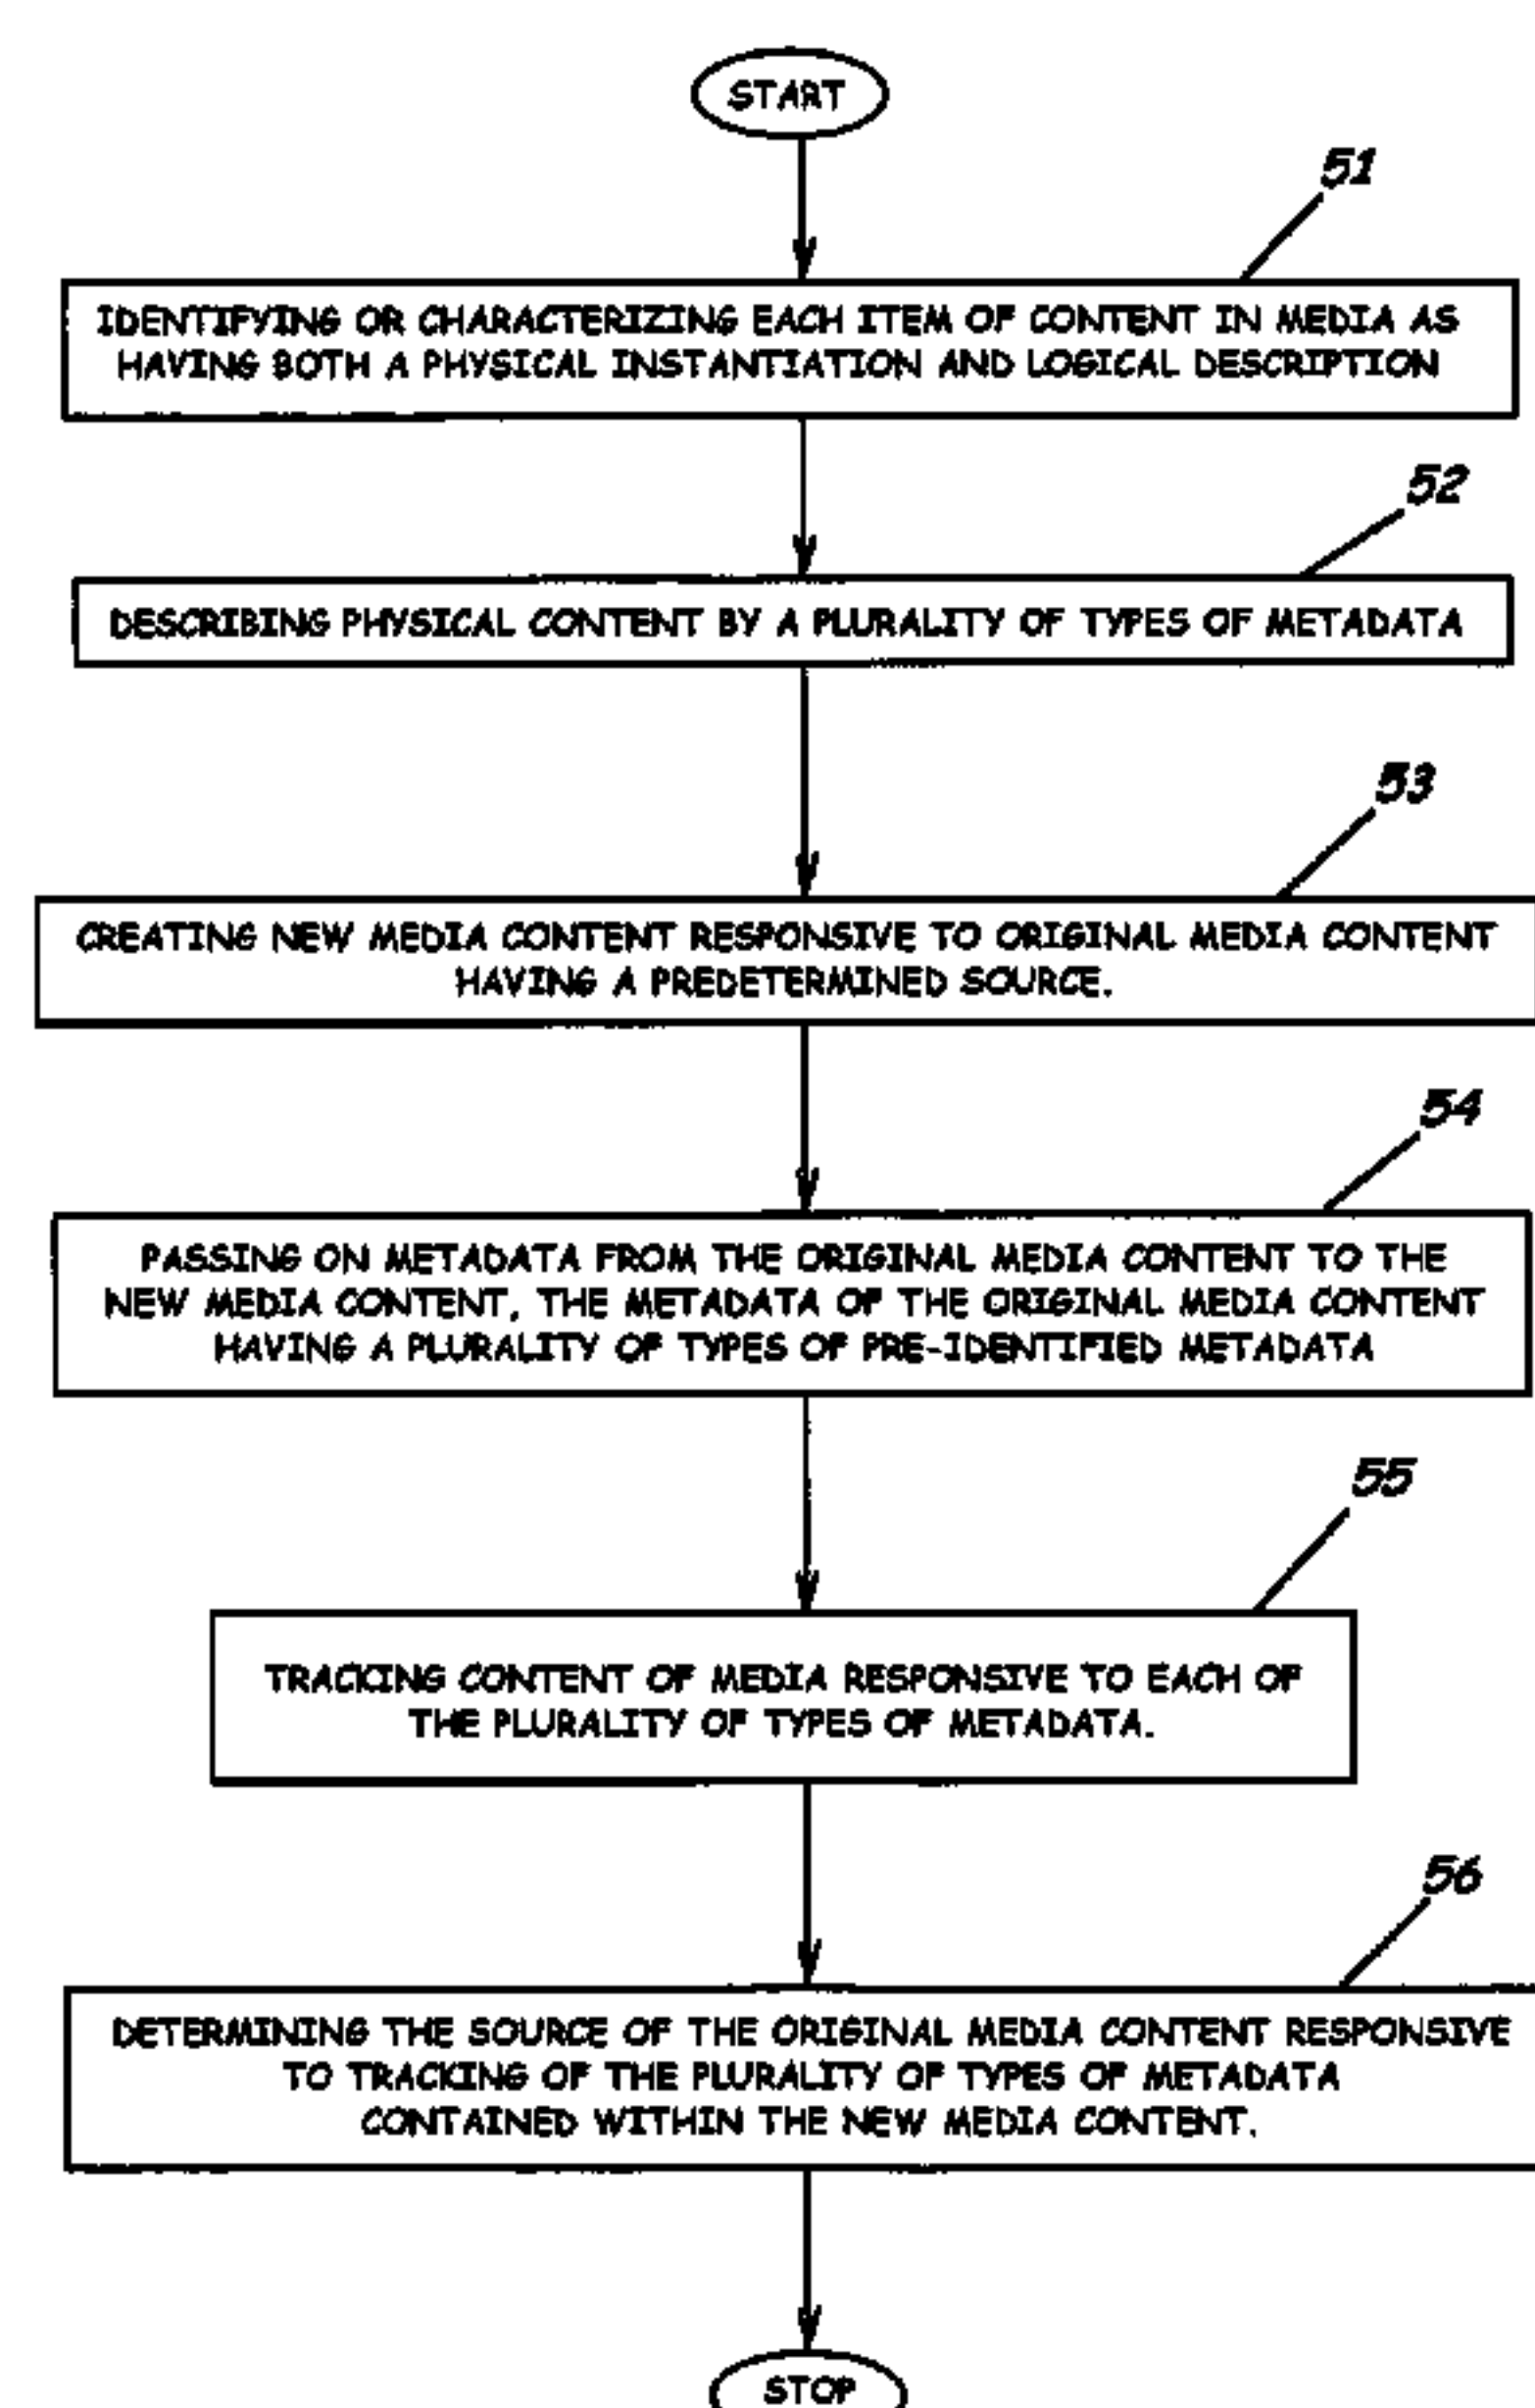 START
51
IDENTIFYING OR CHARACTERIZING EACH ITEM OF CONTENT IN MEDIA AS
HAVING BOTH A PHYSICAL INSTANTIATION AND LOGICAL DESCRIPTION
52
DESCRIBING PHYSICAL CONTENT BY A PLURALITY OF TYPES OF METADATA
53
CREATING NEW MEDIA CONTENT RESPONSIVE TO ORIGINAL MEDIA CONTENT
HAVING A PREDETERMINED SOURCE.
54
PASSING ON METADATA FROM THE ORIGINAL MEDIA CONTENT TO THE
NEW MEDIA CONTENT, THE METADATA OF THE ORIGINAL MEDIA CONTENT
HAVING A PLURALITY OF TYPES OF PRE-IDENTIFIED METADATA
55
TRACKING CONTENT OF MEDIA RESPONSIVE TO EACH OF
THE PLURALITY OF TYPES OF METADATA.
56
DETERMINING THE SOURCE OF THE ORIGINAL MEDIA CONTENT RESPONSIVE
TO TRACKING OF THE PLURALITY OF TYPES OF METADATA
CONTAINED WITHIN THE NEW MEDIA CONTENT.
STOP